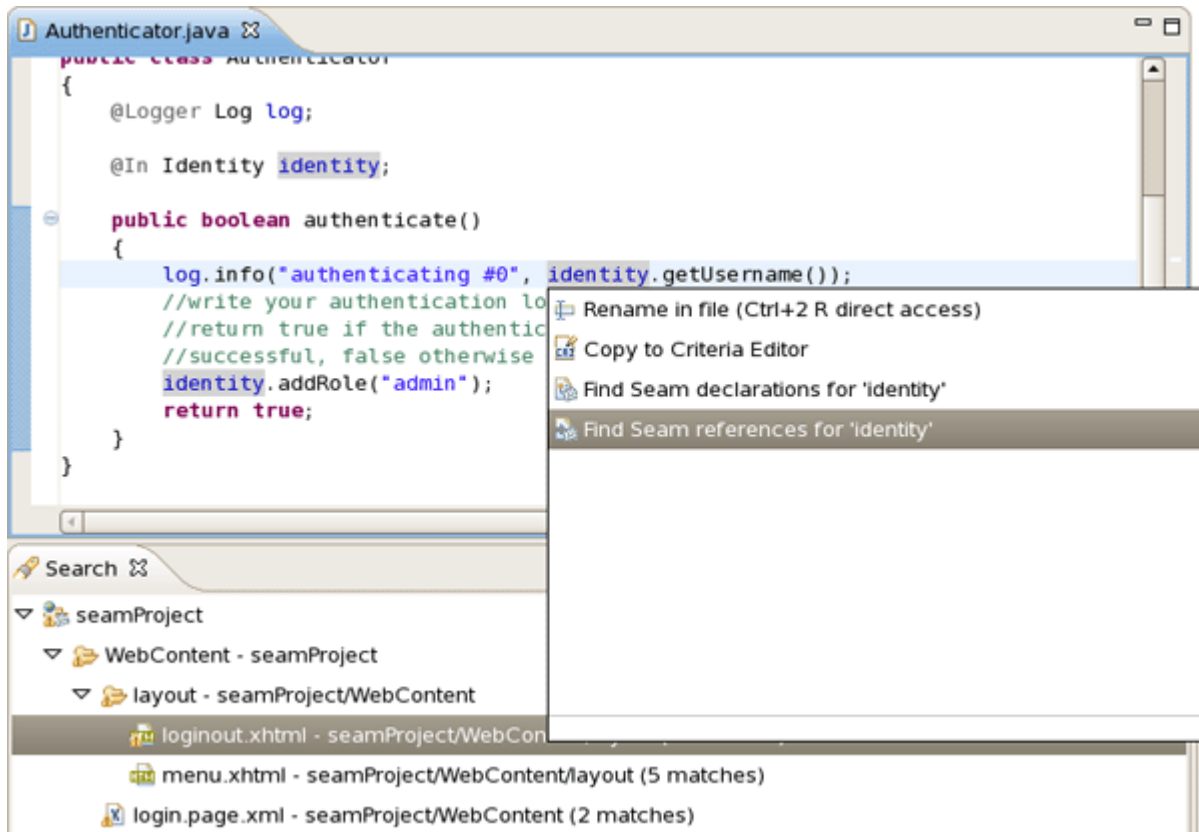 Authenticator.java
public class Authenticator
{
@Logger Log log;
@In Identity identity;
public boolean authenticate()
{
log.info("authenticating #0", identity.getUsername());
//write your authentication lo
//return true if the authentic
//successful, false otherwise
identity.addRole("admin");
return true;
}
}
Rename in file (Ctrl+2 R direct access)
Copy to Criteria Editor
Find Seam declarations for 'identity'
Find Seam references for 'identity'
Search
seamProject
WebContent - seamProject
layout - seamProject/WebContent
loginout.xhtml - seamProject/WebCon
menu.xhtml - seamProject/WebContent/layout (5 matches)
login.page.xml - seamProject/WebContent (2 matches)